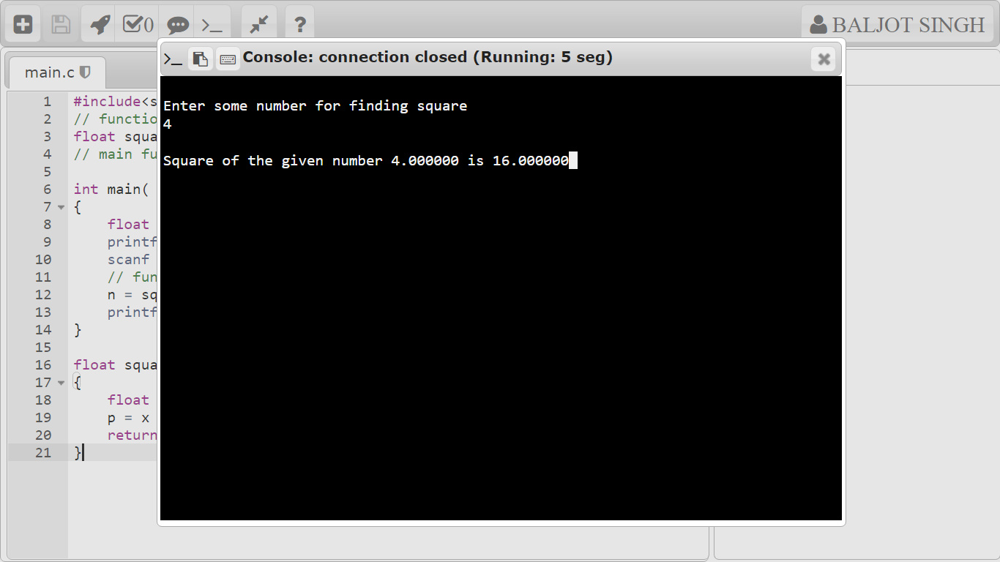 0 >_ ? BALJOT SINGH
>_ Console: connection closed (Running: 5 seg)
main.c
Enter some number for finding square
4
Square of the given number 4.000000 is 16.000000
1 #include<s
2 // functio
3 float squa
4 // main fu
5
6 int main(
7 {
8 float
9 printf
10 scanf
11 // fun
12 n = sq
13 printf
14 }
15
16 float squa
17 {
18 float
19 p = x
20 return
21 }